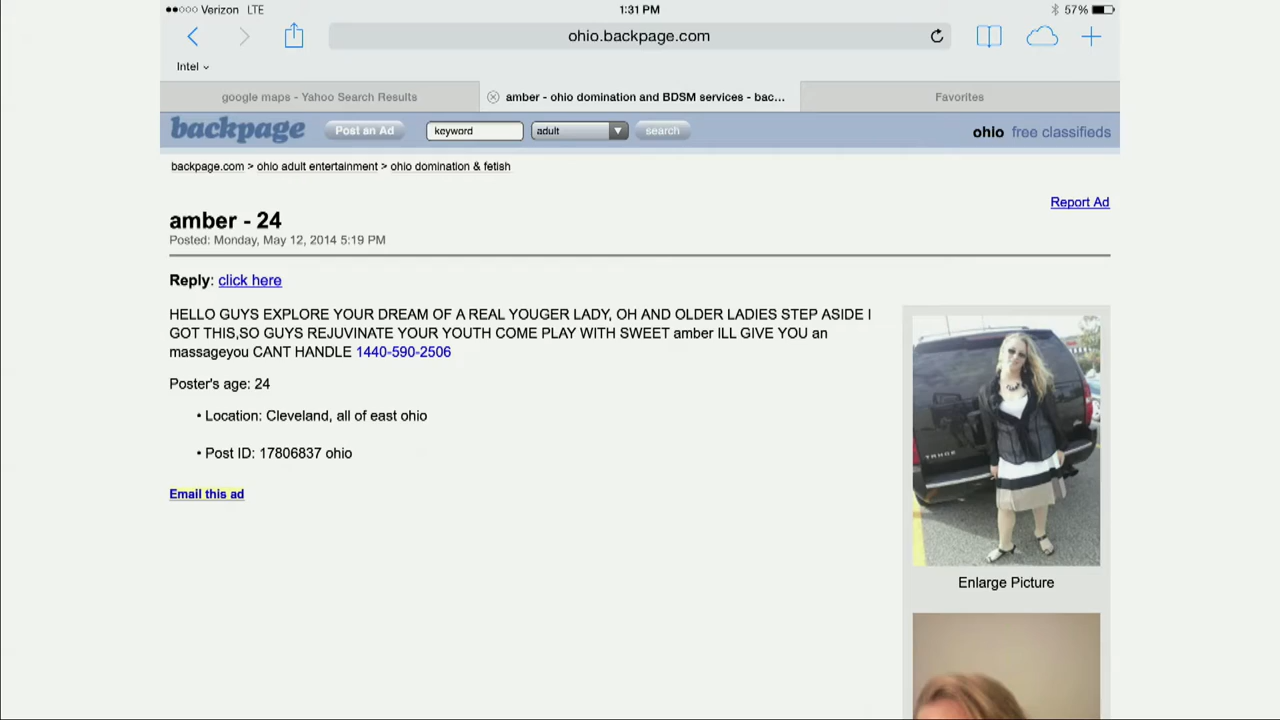 Verizon LTE 1:31 PM 57%
ohio.backpage.com
Intel
google maps - Yahoo Search Results amber - ohio domination and BDSM services - bac... Favorites
backpage Post an Ad keyword adult search ohio free classifieds
backpage.com > ohio adult entertainment > ohio domination & fetish
Report Ad
amber - 24
Posted: Monday, May 12, 2014 5:19 PM
Reply: click here
HELLO GUYS EXPLORE YOUR DREAM OF A REAL YOUGER LADY, OH AND OLDER LADIES STEP ASIDE I
GOT THIS,SO GUYS REJUVINATE YOUR YOUTH COME PLAY WITH SWEET amber ILL GIVE YOU an
massageyou CANT HANDLE 1440-590-2506
Poster's age: 24
• Location: Cleveland, all of east ohio
• Post ID: 17806837 ohio
Email this ad
TAHOE
Enlarge Picture